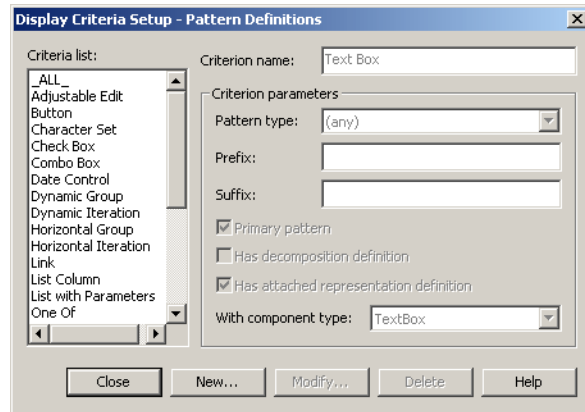 Display Criteria Setup - Pattern Definitions
Criteria list:
_ALL_
Adjustable Edit
Button
Character Set
Check Box
Combo Box
Date Control
Dynamic Group
Dynamic Iteration
Horizontal Group
Horizontal Iteration
Link
List Column
List with Parameters
One Of
Criterion name:
Text Box
Criterion parameters
Pattern type:
(any)
Prefix:
Suffix:
Primary pattern
Has decomposition definition
Has attached representation definition
With component type:
TextBox
Close
New...
Modify...
Delete
Help